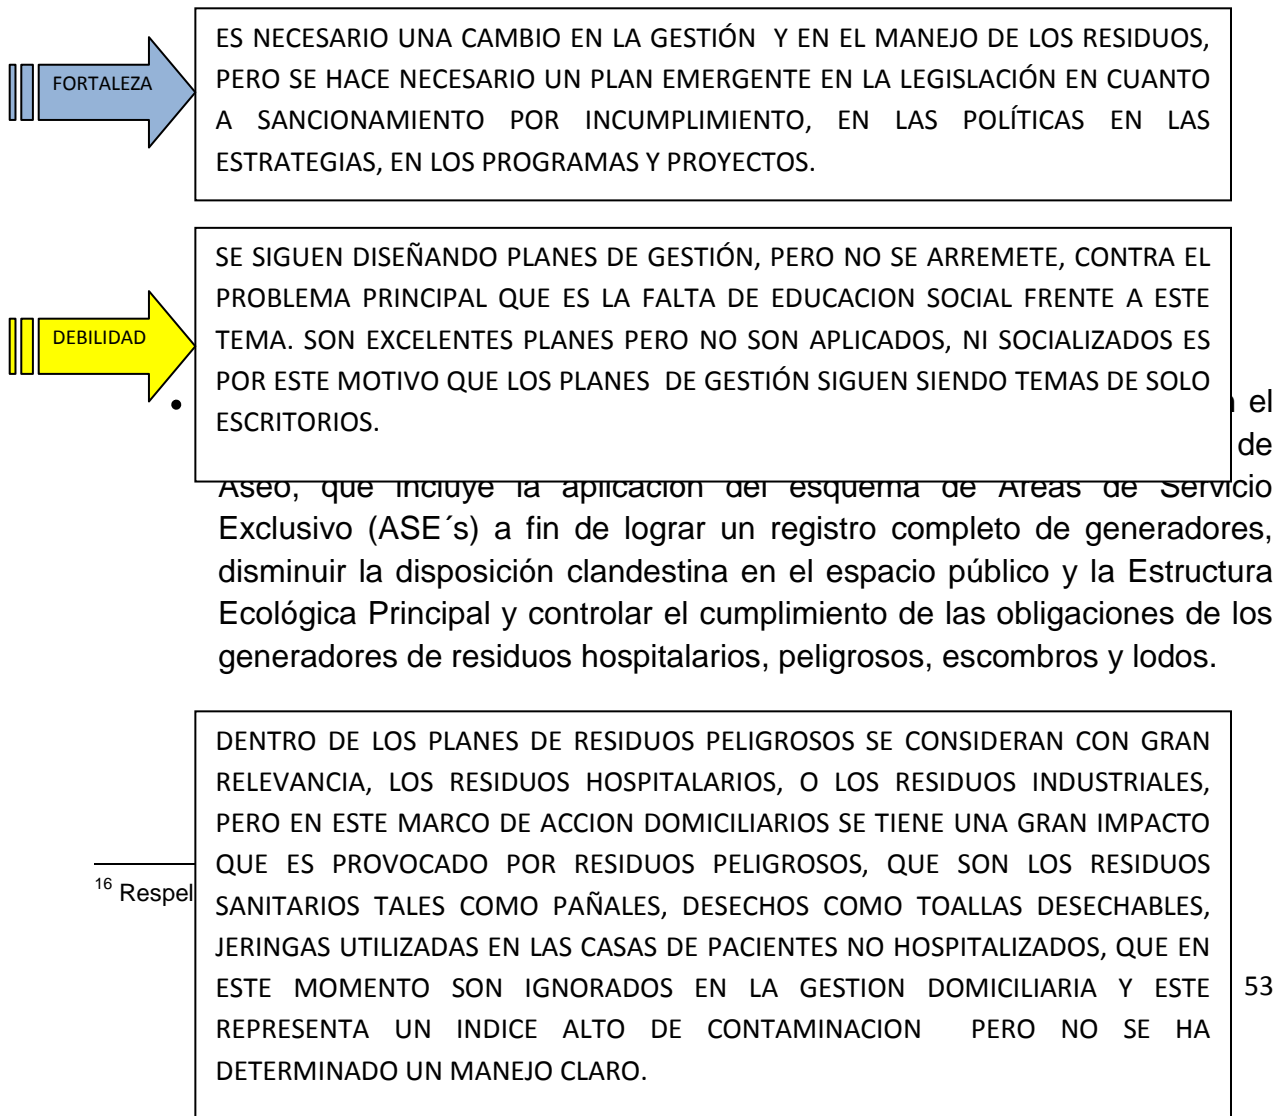 FORTALEZA
ES NECESARIO UNA CAMBIO EN LA GESTIÓN Y EN EL MANEJO DE LOS RESIDUOS,
PERO SE HACE NECESARIO UN PLAN EMERGENTE EN LA LEGISLACIÓN EN CUANTO
A SANCIONAMIENTO POR INCUMPLIMIENTO, EN LAS POLÍTICAS EN LAS
ESTRATEGIAS, EN LOS PROGRAMAS Y PROYECTOS.
DEBILIDAD
SE SIGUEN DISEÑANDO PLANES DE GESTIÓN, PERO NO SE ARREMETE, CONTRA EL
PROBLEMA PRINCIPAL QUE ES LA FALTA DE EDUCACION SOCIAL FRENTE A ESTE
TEMA. SON EXCELENTES PLANES PERO NO SON APLICADOS, NI SOCIALIZADOS ES
POR ESTE MOTIVO QUE LOS PLANES DE GESTIÓN SIGUEN SIENDO TEMAS DE SOLO
ESCRITORIOS.
• el
de
Aseo, que incluye la aplicación del esquema de Áreas de Servicio
Exclusivo (ASE´s) a fin de lograr un registro completo de generadores,
disminuir la disposición clandestina en el espacio público y la Estructura
Ecológica Principal y controlar el cumplimiento de las obligaciones de los
generadores de residuos hospitalarios, peligrosos, escombros y lodos.
DENTRO DE LOS PLANES DE RESIDUOS PELIGROSOS SE CONSIDERAN CON GRAN
RELEVANCIA, LOS RESIDUOS HOSPITALARIOS, O LOS RESIDUOS INDUSTRIALES,
PERO EN ESTE MARCO DE ACCION DOMICILIARIOS SE TIENE UNA GRAN IMPACTO
QUE ES PROVOCADO POR RESIDUOS PELIGROSOS, QUE SON LOS RESIDUOS
SANITARIOS TALES COMO PAÑALES, DESECHOS COMO TOALLAS DESECHABLES,
JERINGAS UTILIZADAS EN LAS CASAS DE PACIENTES NO HOSPITALIZADOS, QUE EN
ESTE MOMENTO SON IGNORADOS EN LA GESTION DOMICILIARIA Y ESTE
REPRESENTA UN INDICE ALTO DE CONTAMINACION PERO NO SE HA
DETERMINADO UN MANEJO CLARO.
16 Respel
53